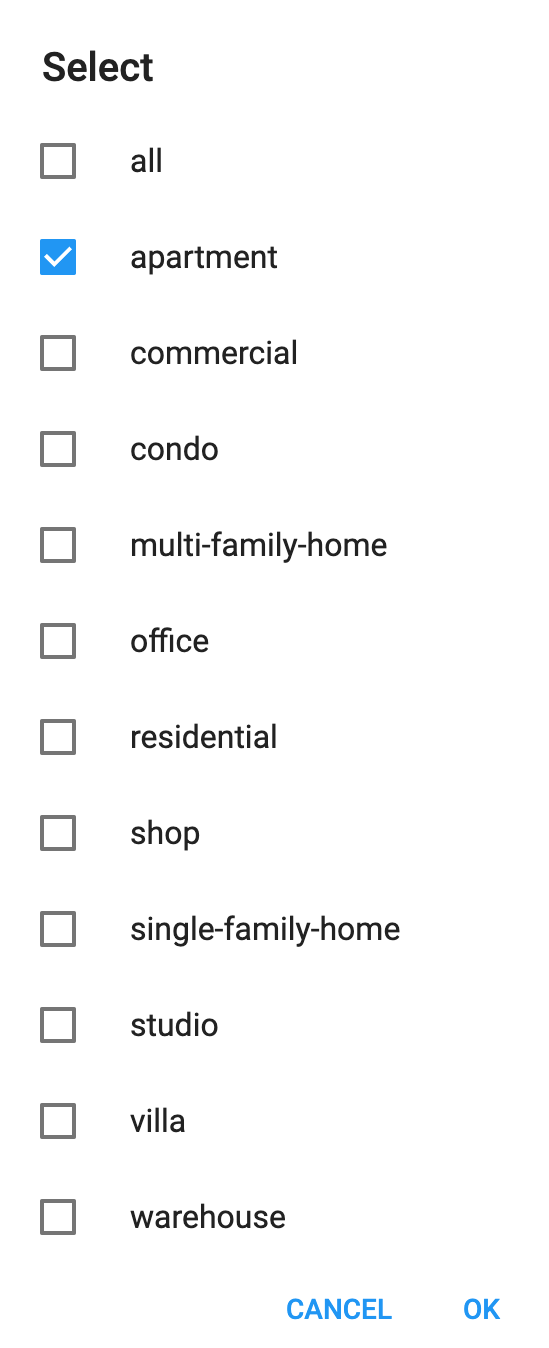 Select
all
apartment
commercial
condo
multi-family-home
office
residential
shop
single-family-home
studio
villa
warehouse
CANCEL OK